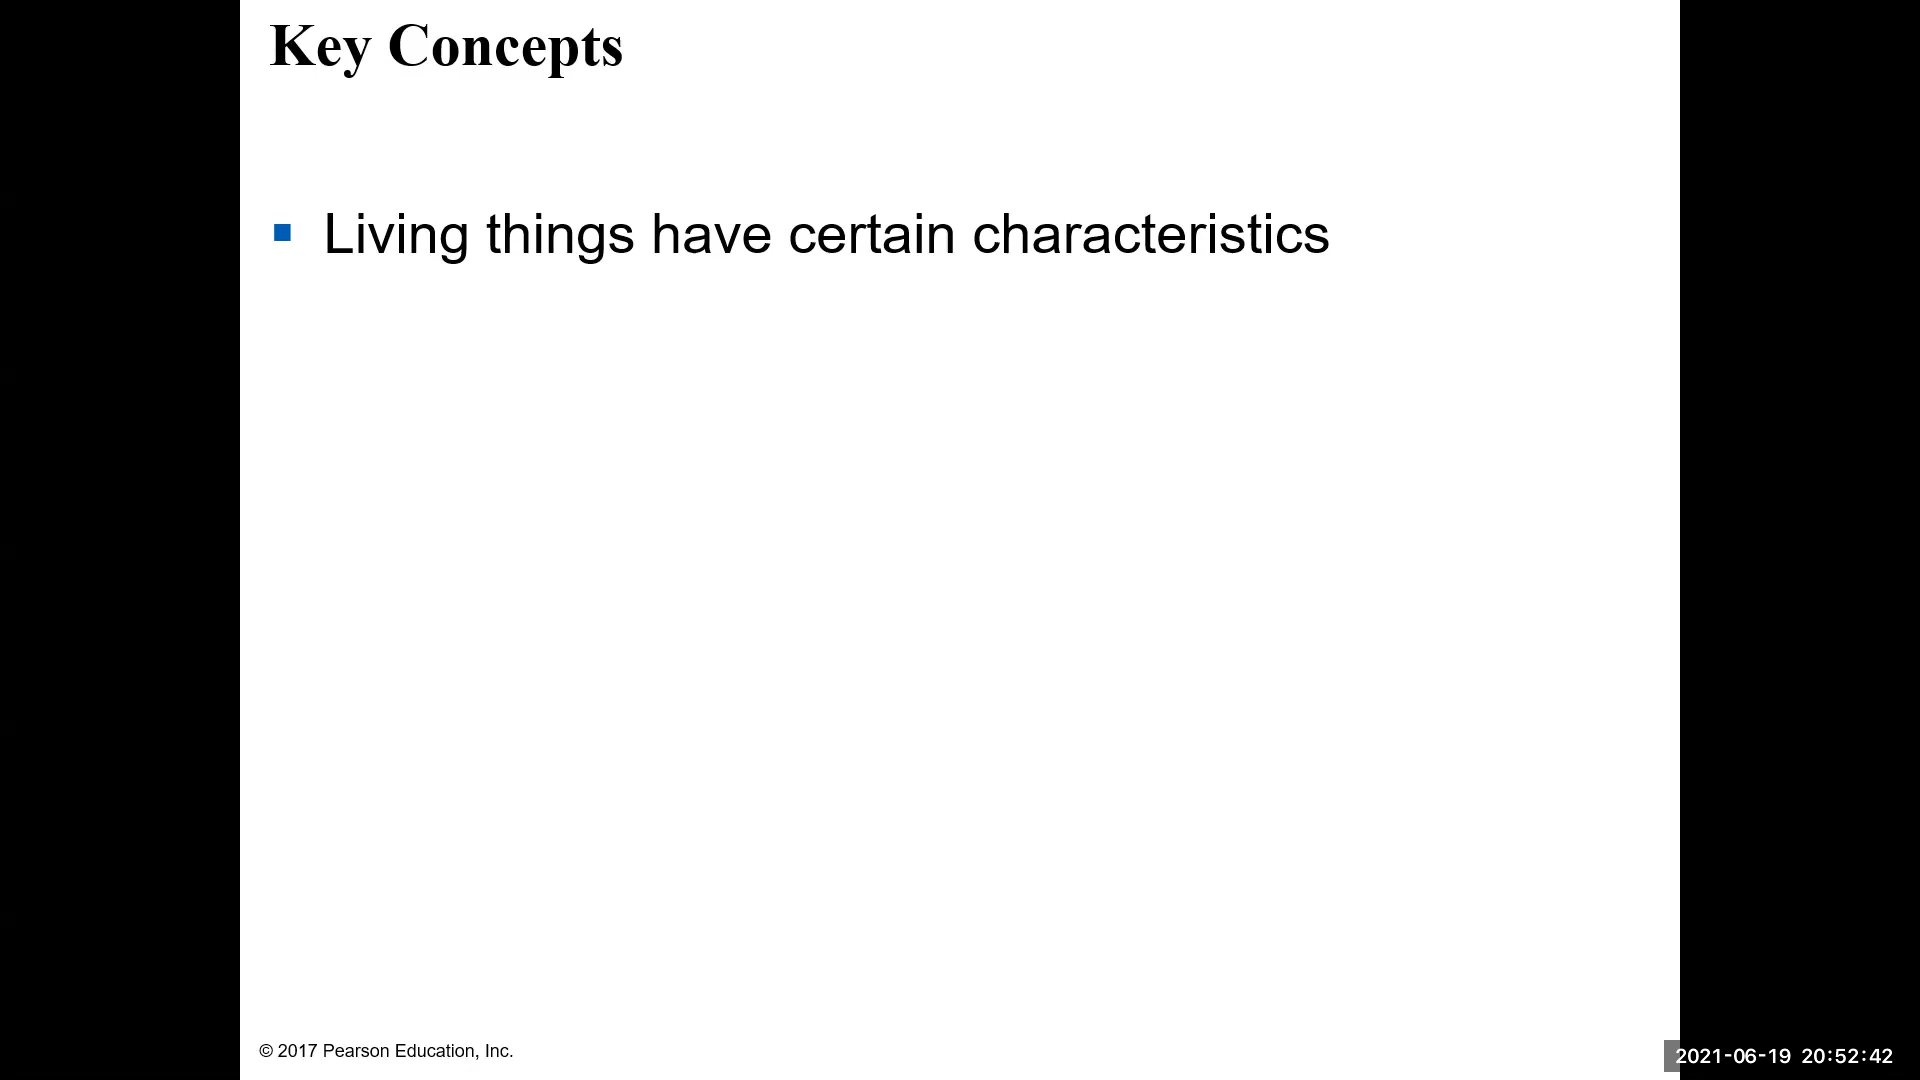 Key Concepts
Living things have certain characteristics
© 2017 Pearson Education, Inc.
2021-06-19 20:52:42